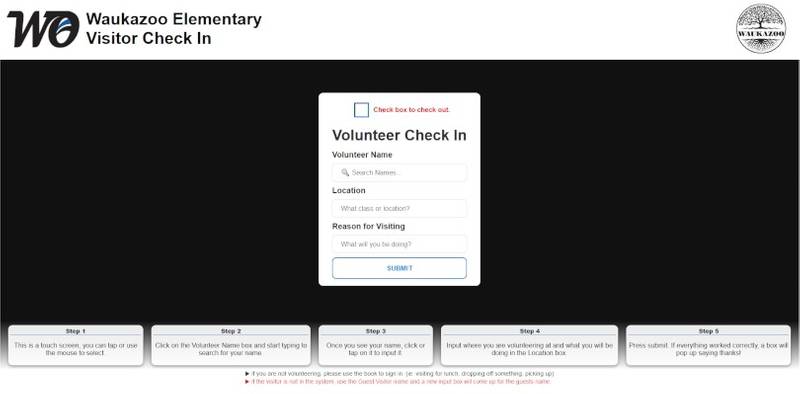 WO
Waukazoo Elementary
Visitor Check In
WAUKAZOO
Check box to check out.
Volunteer Check In
Volunteer Name
Search Names...
Location
What class or location?
Reason for Visiting
What will you be doing?
SUBMIT
Step 1
This is a touch screen, you can tap or use
the mouse to select
Step 2
Click on the Volunteer Name box and start typing to
search for your name
Step 3
Once you see your name, click or
tap on it to input it
Step 4
Input where you are volunteering at and what you will be
doing in the Location box
Step 5
Press submit. If everything worked correctly, a box will
pop up saying thanks!
If you are not volunteering, please use the book to sign in. (ie: visiting for lunch, dropping off something, picking up)
If the visitor is not in the system, use the Guest Visitor name and a new input box will come up for the guests name.